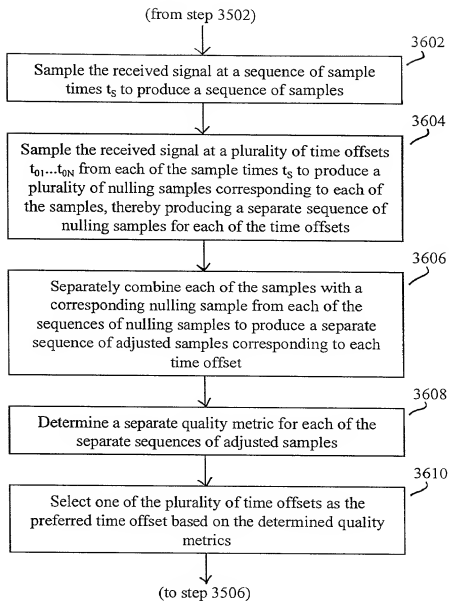 (from step 3502)
3602
Sample the received signal at a sequence of sample
times tS to produce a sequence of samples
3604
Sample the received signal at a plurality of time offsets
t01...t0N from each of the sample times tS to produce a
plurality of nulling samples corresponding to each of
the samples, thereby producing a separate sequence of
nulling samples for each of the time offsets
3606
Separately combine each of the samples with a
corresponding nulling sample from each of the
sequences of nulling samples to produce a separate
sequence of adjusted samples corresponding to each
time offset
3608
Determine a separate quality metric for each of the
separate sequences of adjusted samples
3610
Select one of the plurality of time offsets as the
preferred time offset based on the determined quality
metrics
(to step 3506)